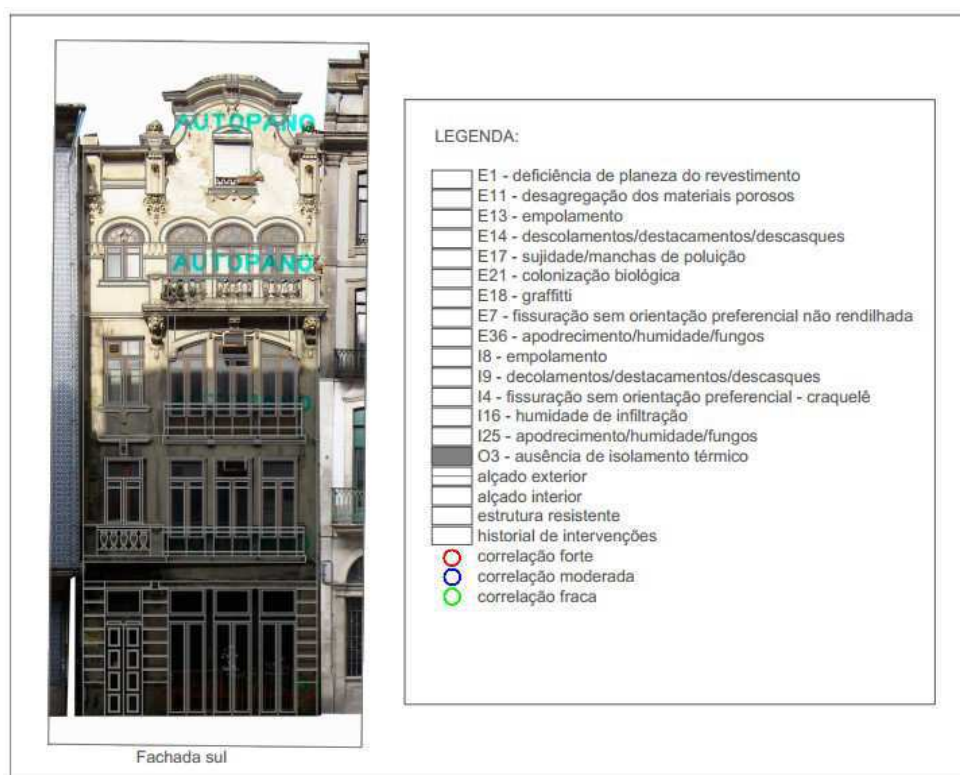 AUTOPANO
AUTOPANO
AUTOPANO
Fachada sul
LEGENDA:
E1 - deficiência de planeza do revestimento
E11 - desagregação dos materiais porosos
E13 - empolamento
E14 - descolamentos/destacamentos/descasques
E17 - sujidade/manchas de poluição
E21 - colonização biológica
E18 - graffitti
E7 - fissuração sem orientação preferencial não rendilhada
E36 - apodrecimento/humidade/fungos
I8 - empolamento
I9 - decolamentos/destacamentos/descasques
I4 - fissuração sem orientação preferencial - craquelê
I16 - humidade de infiltração
I25 - apodrecimento/humidade/fungos
O3 - ausência de isolamento térmico
alçado exterior
alçado interior
estrutura resistente
historial de intervenções
correlação forte
correlação moderada
correlação fraca